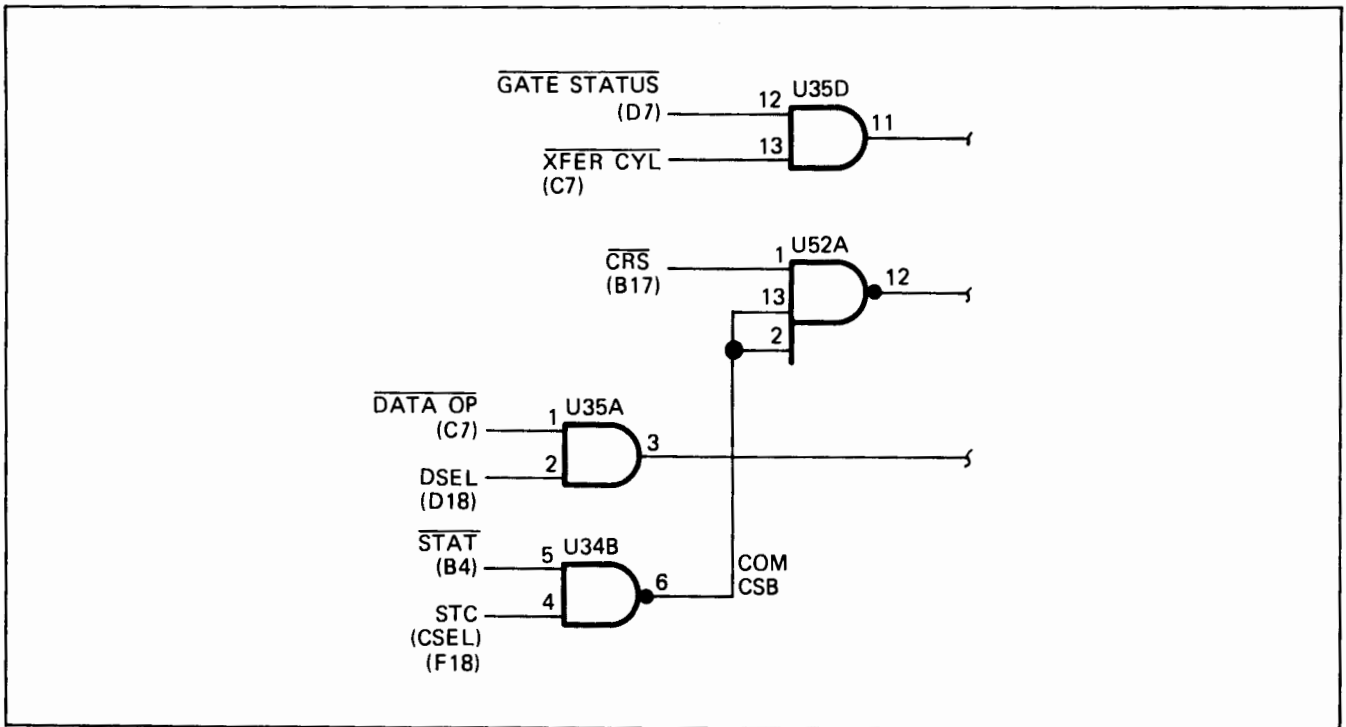 GATE STATUS
(D7)
12
13
U35D
11
XFER CYL
(C7)
CRS
(B17)
1
13
2
U52A
12
DATA OP
(C7)
1
2
U35A
3
DSEL
(D18)
STAT
(B4)
5
4
U34B
6
STC
(CSEL)
(F18)
COM
CSB